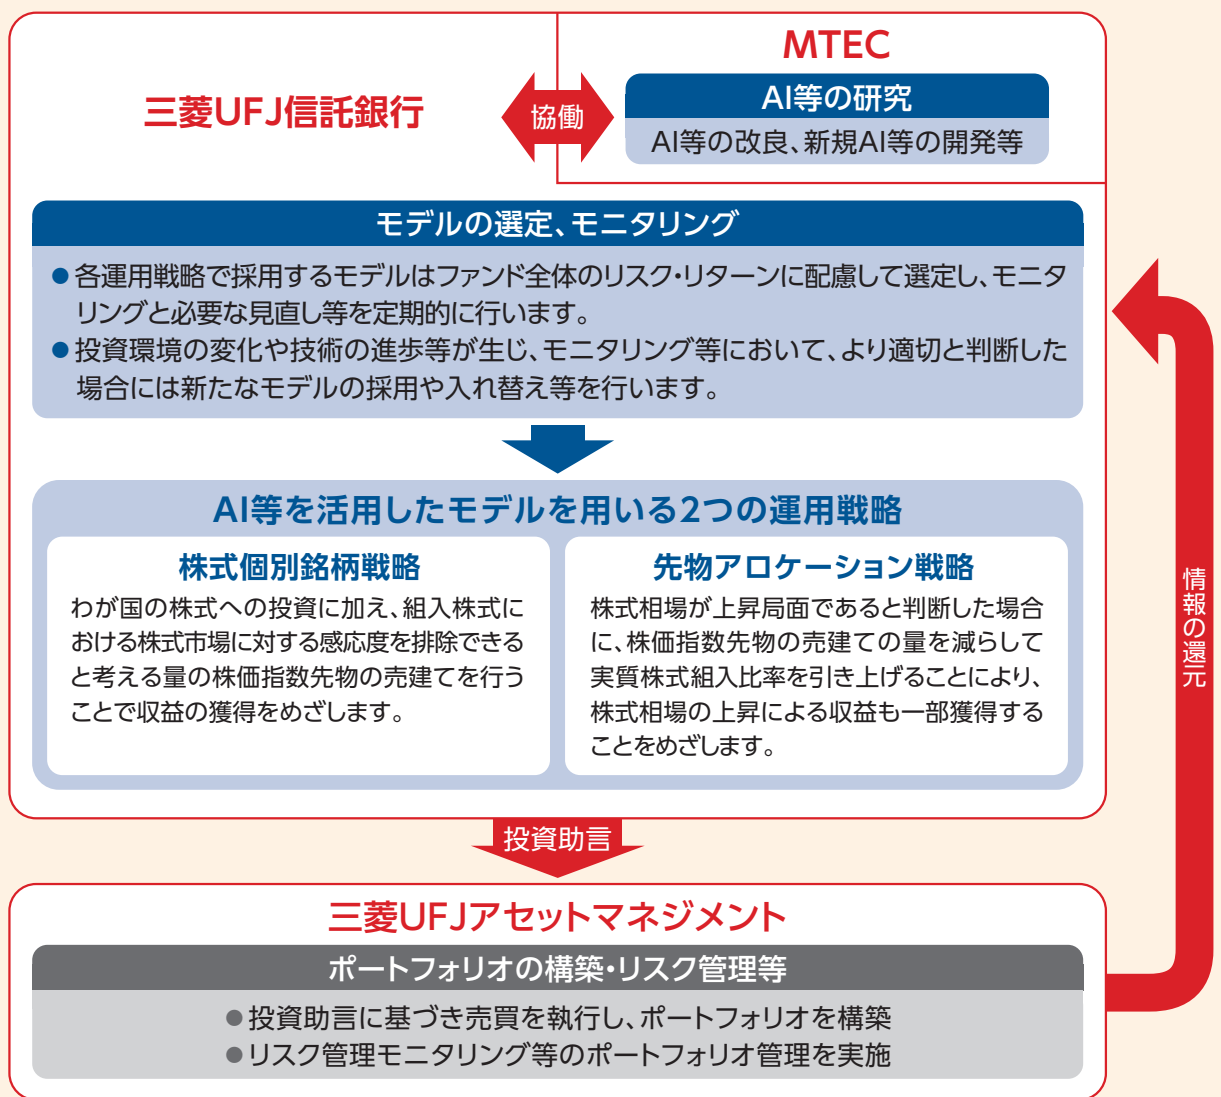 三菱UFJ信託銀行
協働
MTEC
AI等の研究
AI等の改良、新規AI等の開発等
モデルの選定、モニタリング
●各運用戦略で採用するモデルはファンド全体のリスク・リターンに配慮して選定し、モニタ
リングと必要な見直し等を定期的に行います。
●投資環境の変化や技術の進歩等が生じ、モニタリング等において、より適切と判断した
場合には新たなモデルの採用や入れ替え等を行います。
AI等を活用したモデルを用いる2つの運用戦略
株式個別銘柄戦略
わが国の株式への投資に加え、組入株式に
おける株式市場に対する感応度を排除できる
と考える量の株価指数先物の売建てを行う
ことで収益の獲得をめざします。
先物アロケーション戦略
株式相場が上昇局面であると判断した場合
に、株価指数先物の売建ての量を減らして
実質株式組入比率を引き上げることにより、
株式相場の上昇による収益も一部獲得する
ことをめざします。
投資助言
三菱UFJアセットマネジメント
ポートフォリオの構築・リスク管理等
●投資助言に基づき売買を執行し、ポートフォリオを構築
●リスク管理モニタリング等のポートフォリオ管理を実施
情報の還元